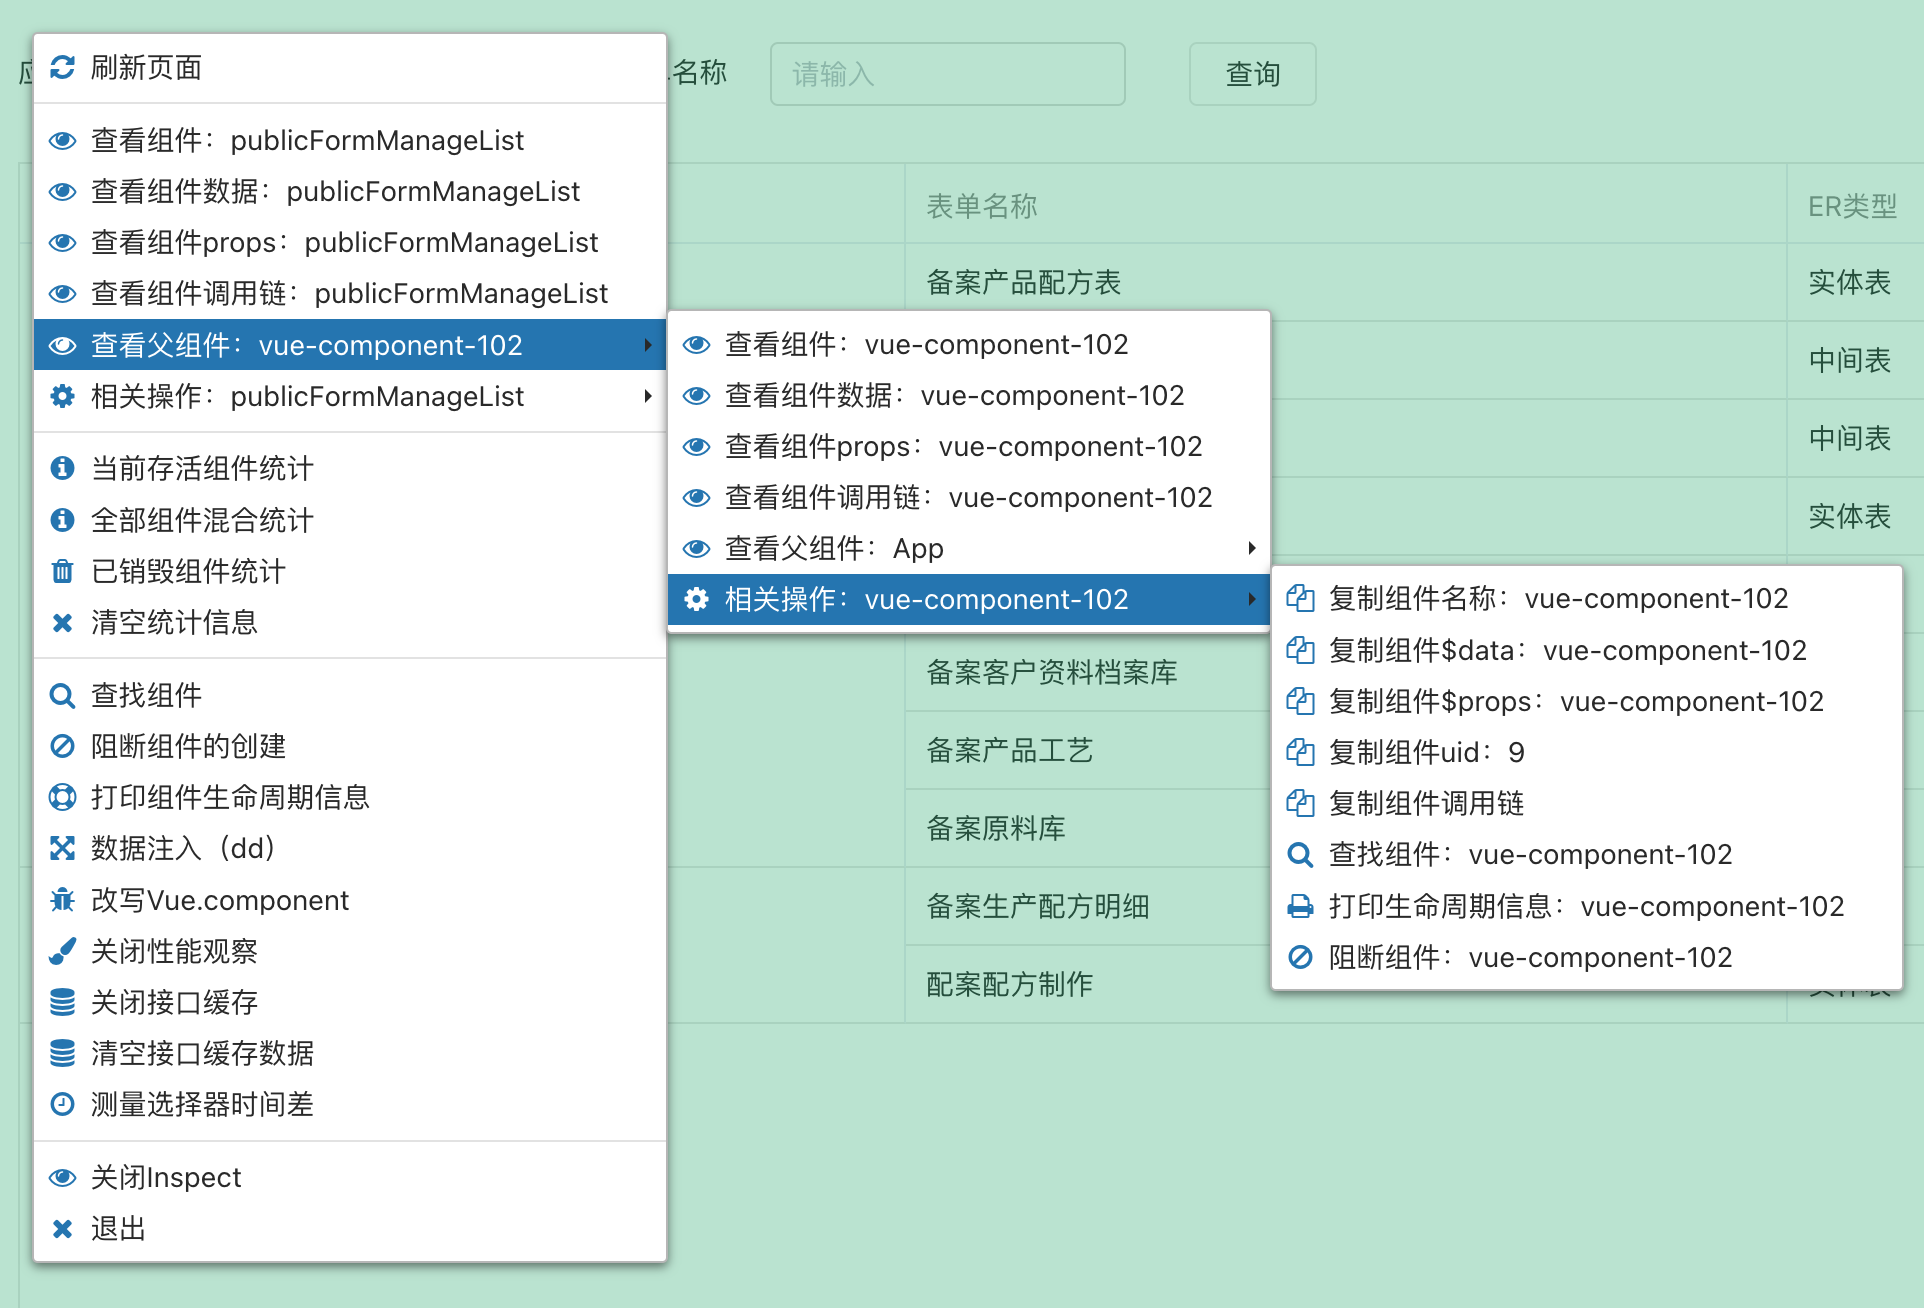 刷新页面
查看组件：publicFormManageList
查看组件数据：publicFormManageList
查看组件props：publicFormManageList
查看组件调用链：publicFormManageList
查看父组件：vue-component-102
相关操作：publicFormManageList
当前存活组件统计
全部组件混合统计
已销毁组件统计
清空统计信息
查找组件
阻断组件的创建
打印组件生命周期信息
数据注入（dd）
改写Vue.component
关闭性能观察
关闭接口缓存
清空接口缓存数据
测量选择器时间差
关闭Inspect
退出
查看组件：vue-component-102
查看组件数据：vue-component-102
查看组件props：vue-component-102
查看组件调用链：vue-component-102
查看父组件：App
相关操作：vue-component-102
复制组件名称：vue-component-102
复制组件$data：vue-component-102
复制组件$props：vue-component-102
复制组件uid：9
复制组件调用链
查找组件：vue-component-102
打印生命周期信息：vue-component-102
阻断组件：vue-component-102
名称 请输入 查询
表单名称 ER类型
备案产品配方表 实体表
中间表
中间表
实体表
备案客户资料档案库
备案产品工艺
备案原料库
备案生产配方明细
配案配方制作